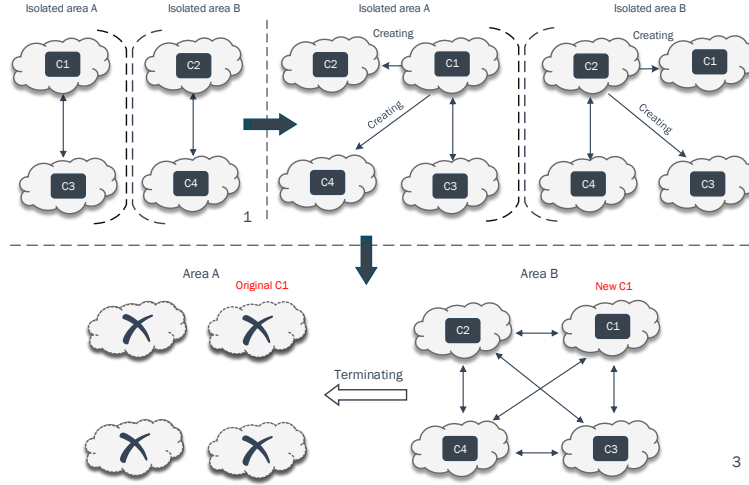 Isolated area A
Isolated area B
C1
C2
C3
C4
1
Isolated area A
Isolated area B
Creating
C2
C1
Creating
C4
C3
Creating
C2
C1
Creating
C4
C3
Area A
Original C1
Area B
New C1
C2
C1
Terminating
C4
C3
3